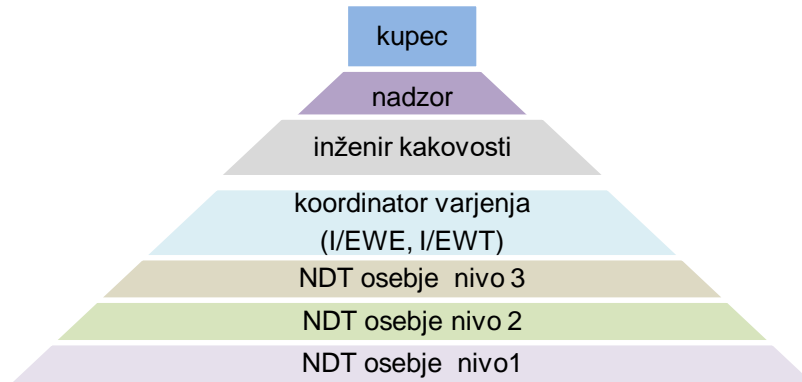 kupec
nadzor
inženir kakovosti
koordinator varjenja
(I/EWE, I/EWT)
NDT osebje nivo 3
NDT osebje nivo 2
NDT osebje nivo1